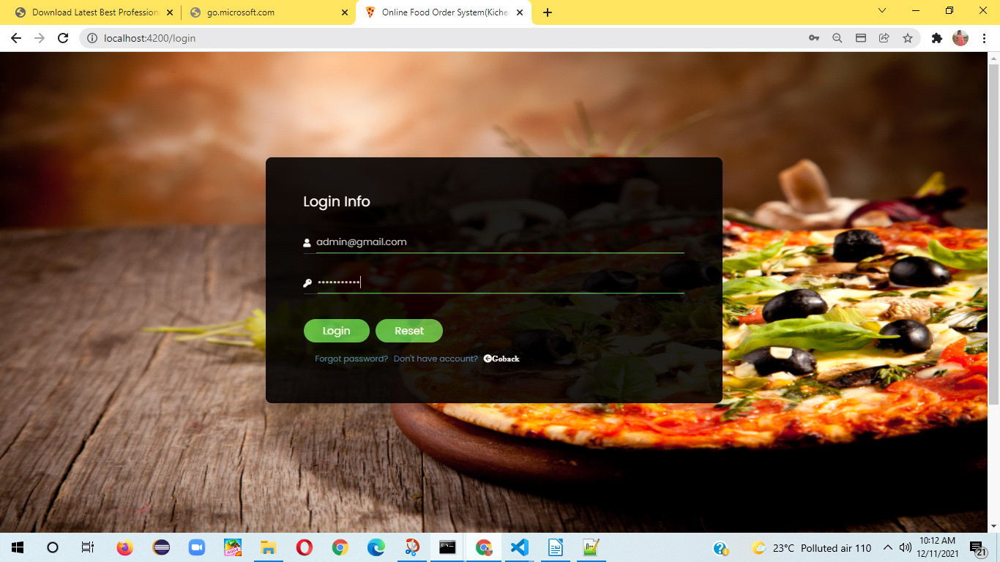 Download Latest Best Profession
go.microsoft.com
Online Food Order System(Kiche
localhost:4200/login
Login Info
admin@gmail.com
•••••••••••
Login Reset
Forgot password? Don't have account? Goback
23°C Polluted air 110
10:12 AM
12/11/2021
21